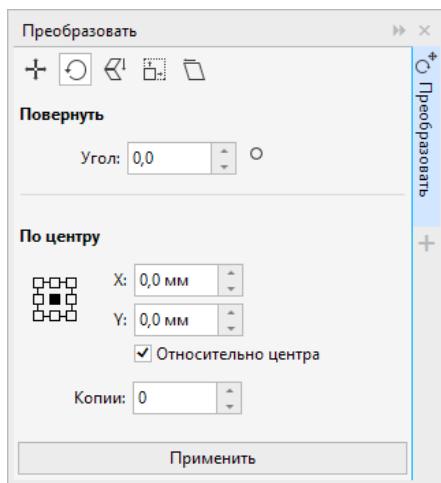 Преобразовать
Преобразовать
Повернуть
Угол: 0,0 °
По центру
X: 0,0 мм
Y: 0,0 мм
Относительно центра
Копии: 0
Применить